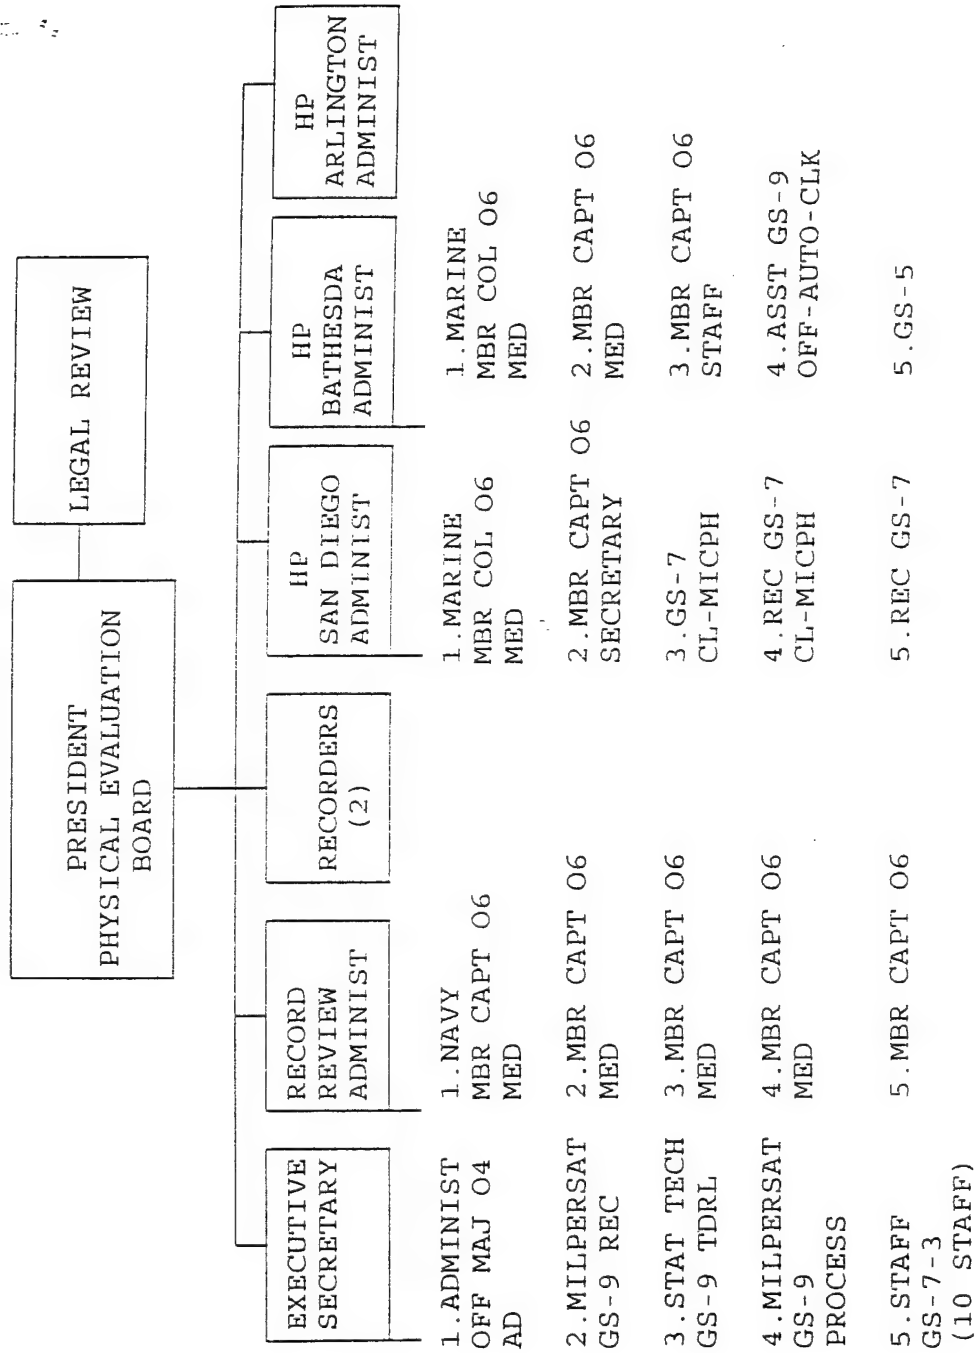 PRESIDENT
PHYSICAL EVALUATION
BOARD
LEGAL REVIEW
EXECUTIVE
SECRETARY
1.ADMINIST
OFF MAJ O4
AD
2.MILPERSAT
GS-9 REC
3.STAT TECH
GS-9 TDRL
4.MILPERSAT
GS-9
PROCESS
5.STAFF
GS-7-3
(10 STAFF)
RECORD
REVIEW
ADMINIST
1.NAVY
MBR CAPT O6
MED
2.MBR CAPT O6
MED
3.MBR CAPT O6
MED
4.MBR CAPT O6
MED
5.MBR CAPT O6
RECORDERS
(2)
HP
SAN DIEGO
ADMINIST
1.MARINE
MBR COL O6
MED
2.MBR CAPT O6
SECRETARY
3.GS-7
CL-MICPH
4.REC GS-7
CL-MICPH
5.REC GS-7
HP
BATHESDA
ADMINIST
1.MARINE
MBR COL O6
MED
2.MBR CAPT O6
MED
3.MBR CAPT O6
STAFF
4.ASST GS-9
OFF-AUTO-CLK
5.GS-5
HP
ARLINGTON
ADMINIST